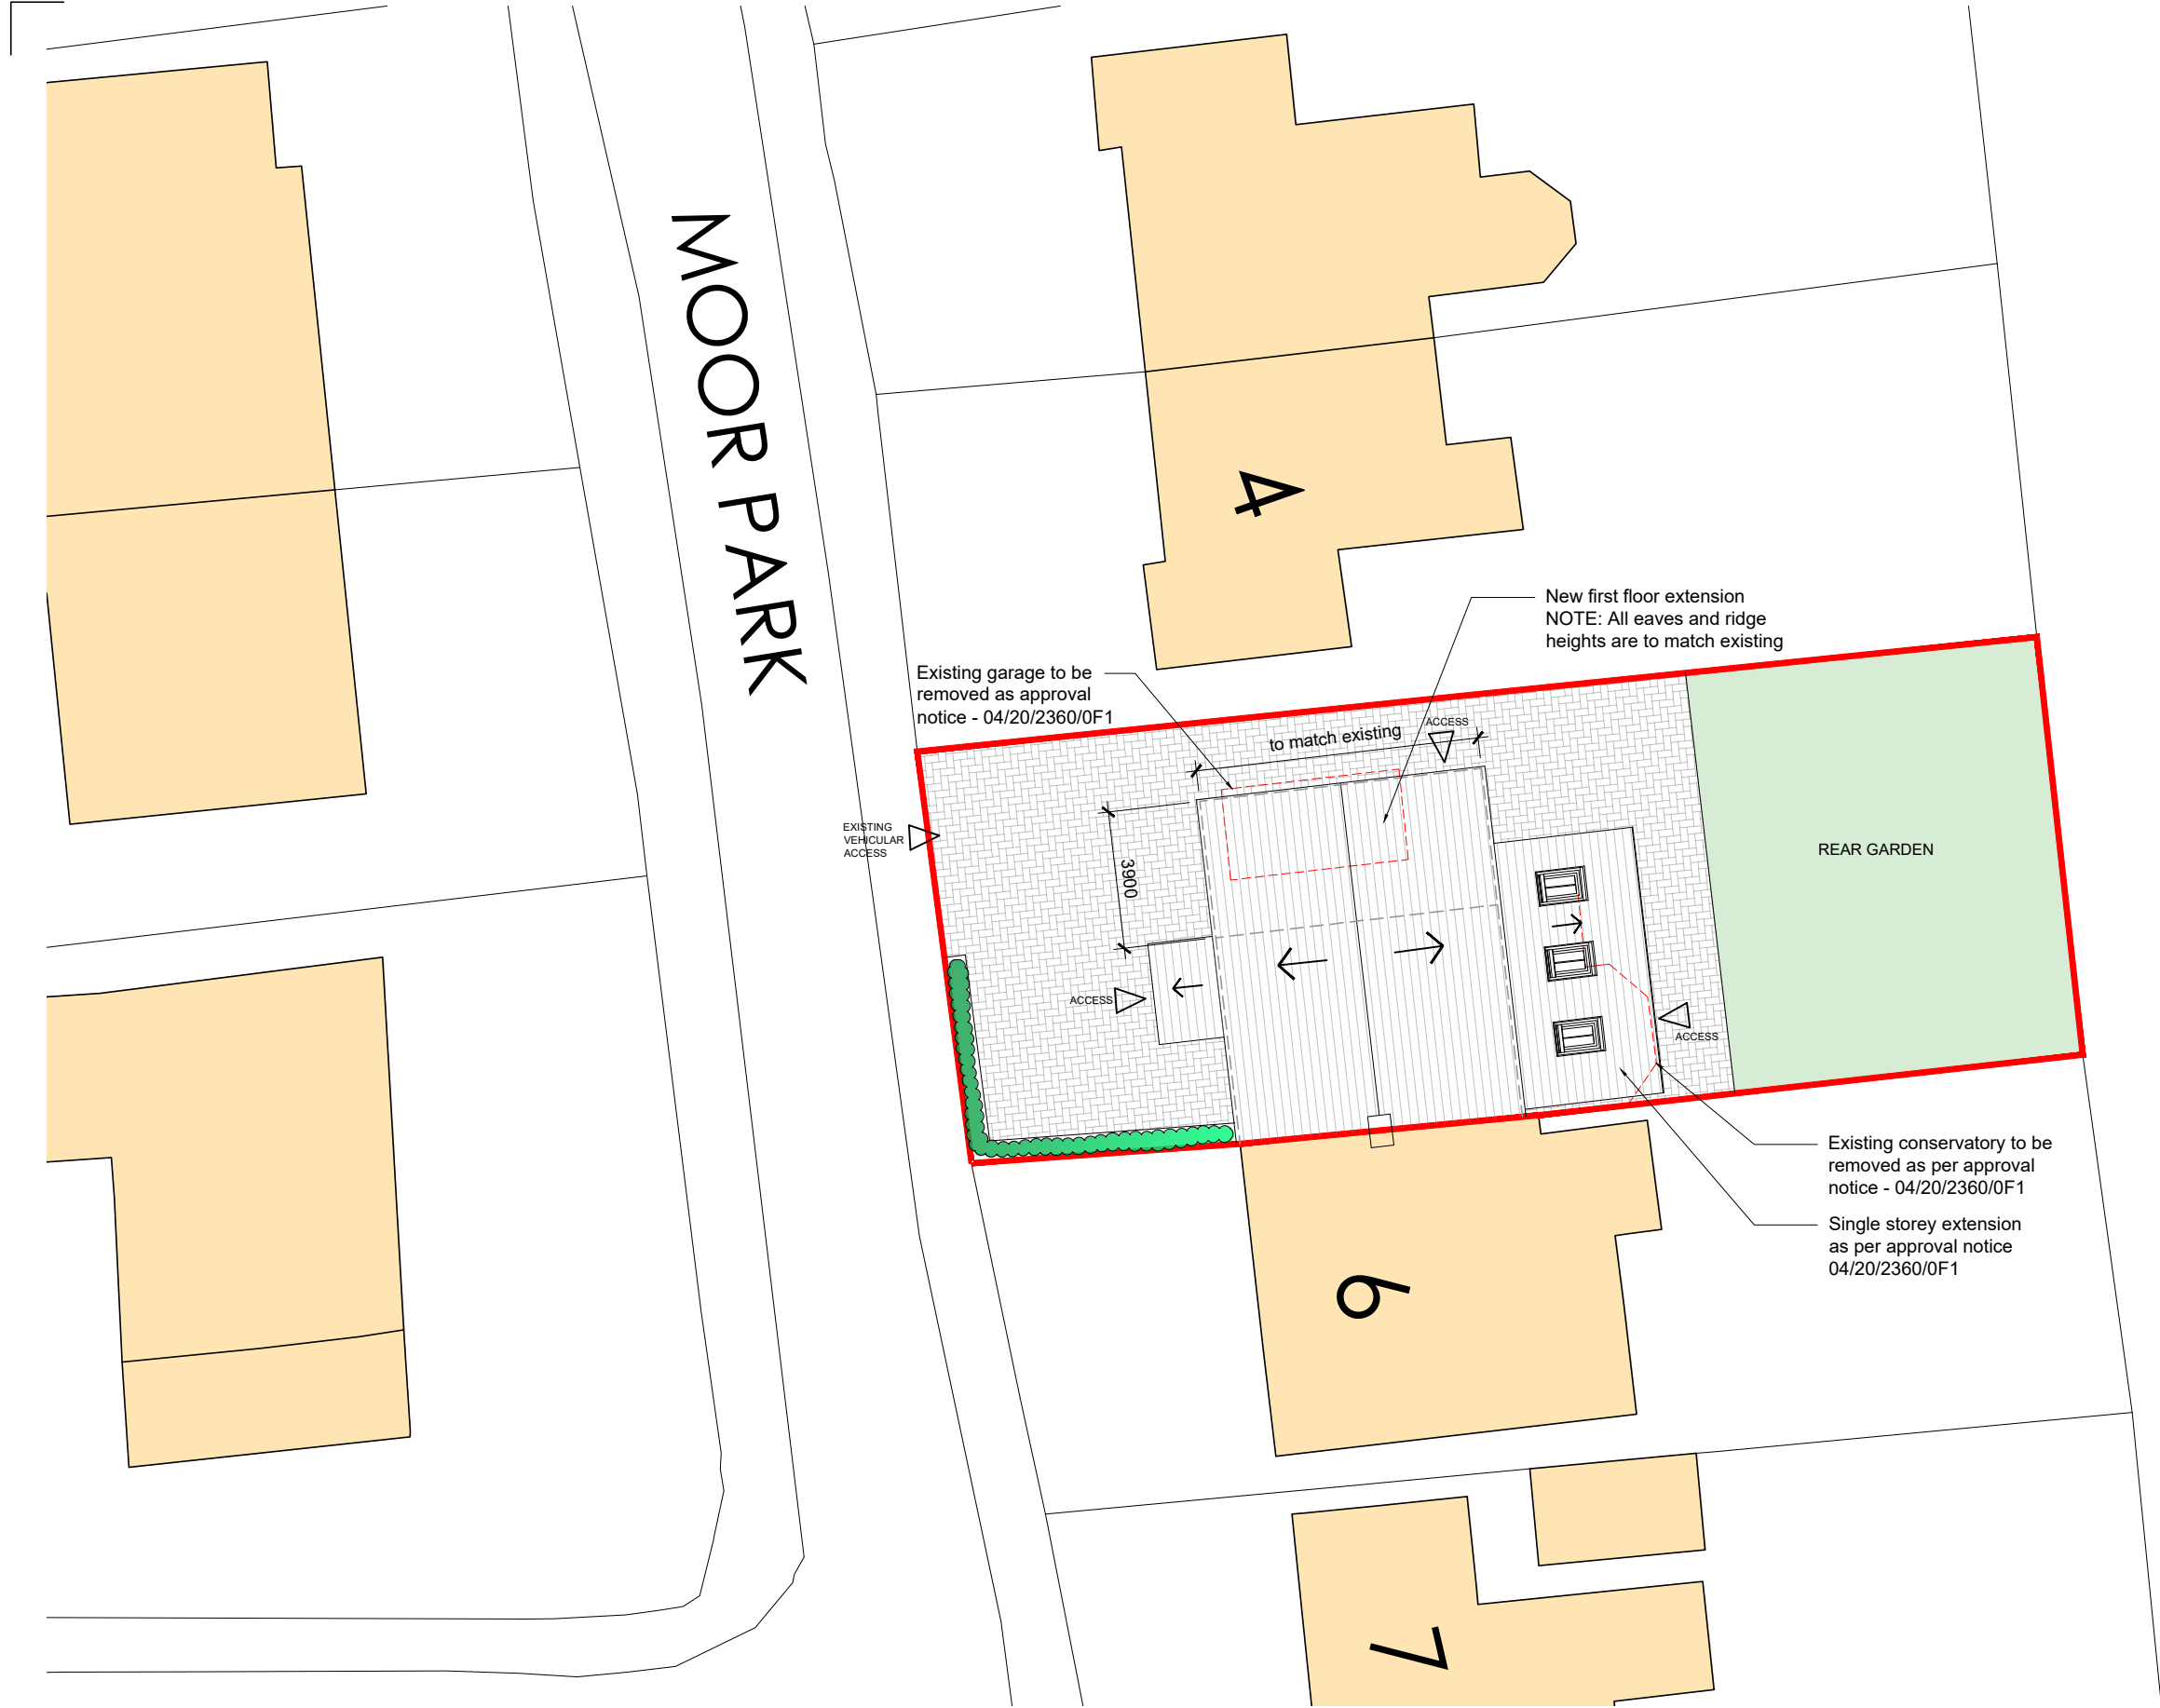 MOOR PARK
4
New first floor extension
NOTE: All eaves and ridge
heights are to match existing
Existing garage to be
removed as approval
notice - 04/20/2360/0F1
to match existing
ACCESS
EXISTING
VEHICULAR
ACCESS
3900
REAR GARDEN
ACCESS
ACCESS
Existing conservatory to be
removed as per approval
notice - 04/20/2360/0F1
Single storey extension
as per approval notice
04/20/2360/0F1
6
7